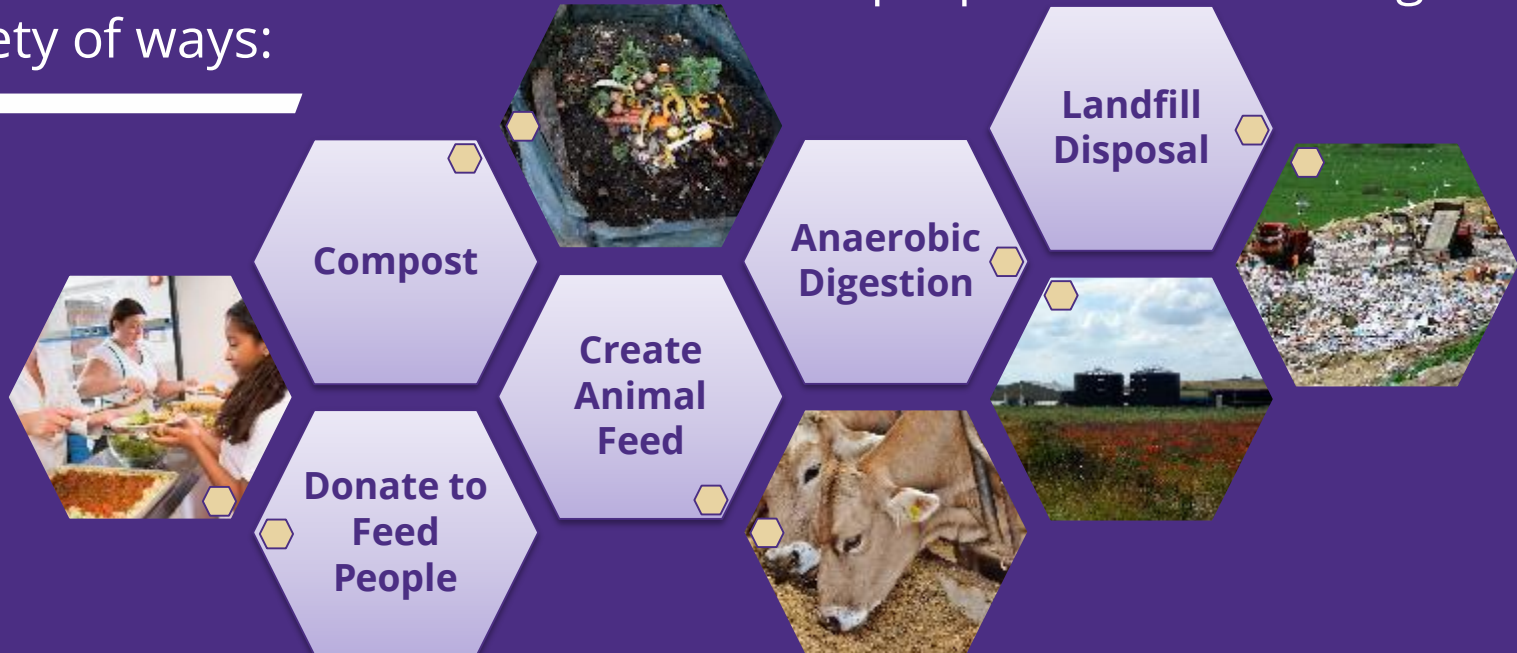 ety of ways:
Landfill
Disposal
Compost
Anaerobic
Digestion
Create
Animal
Feed
Donate to
Feed
People